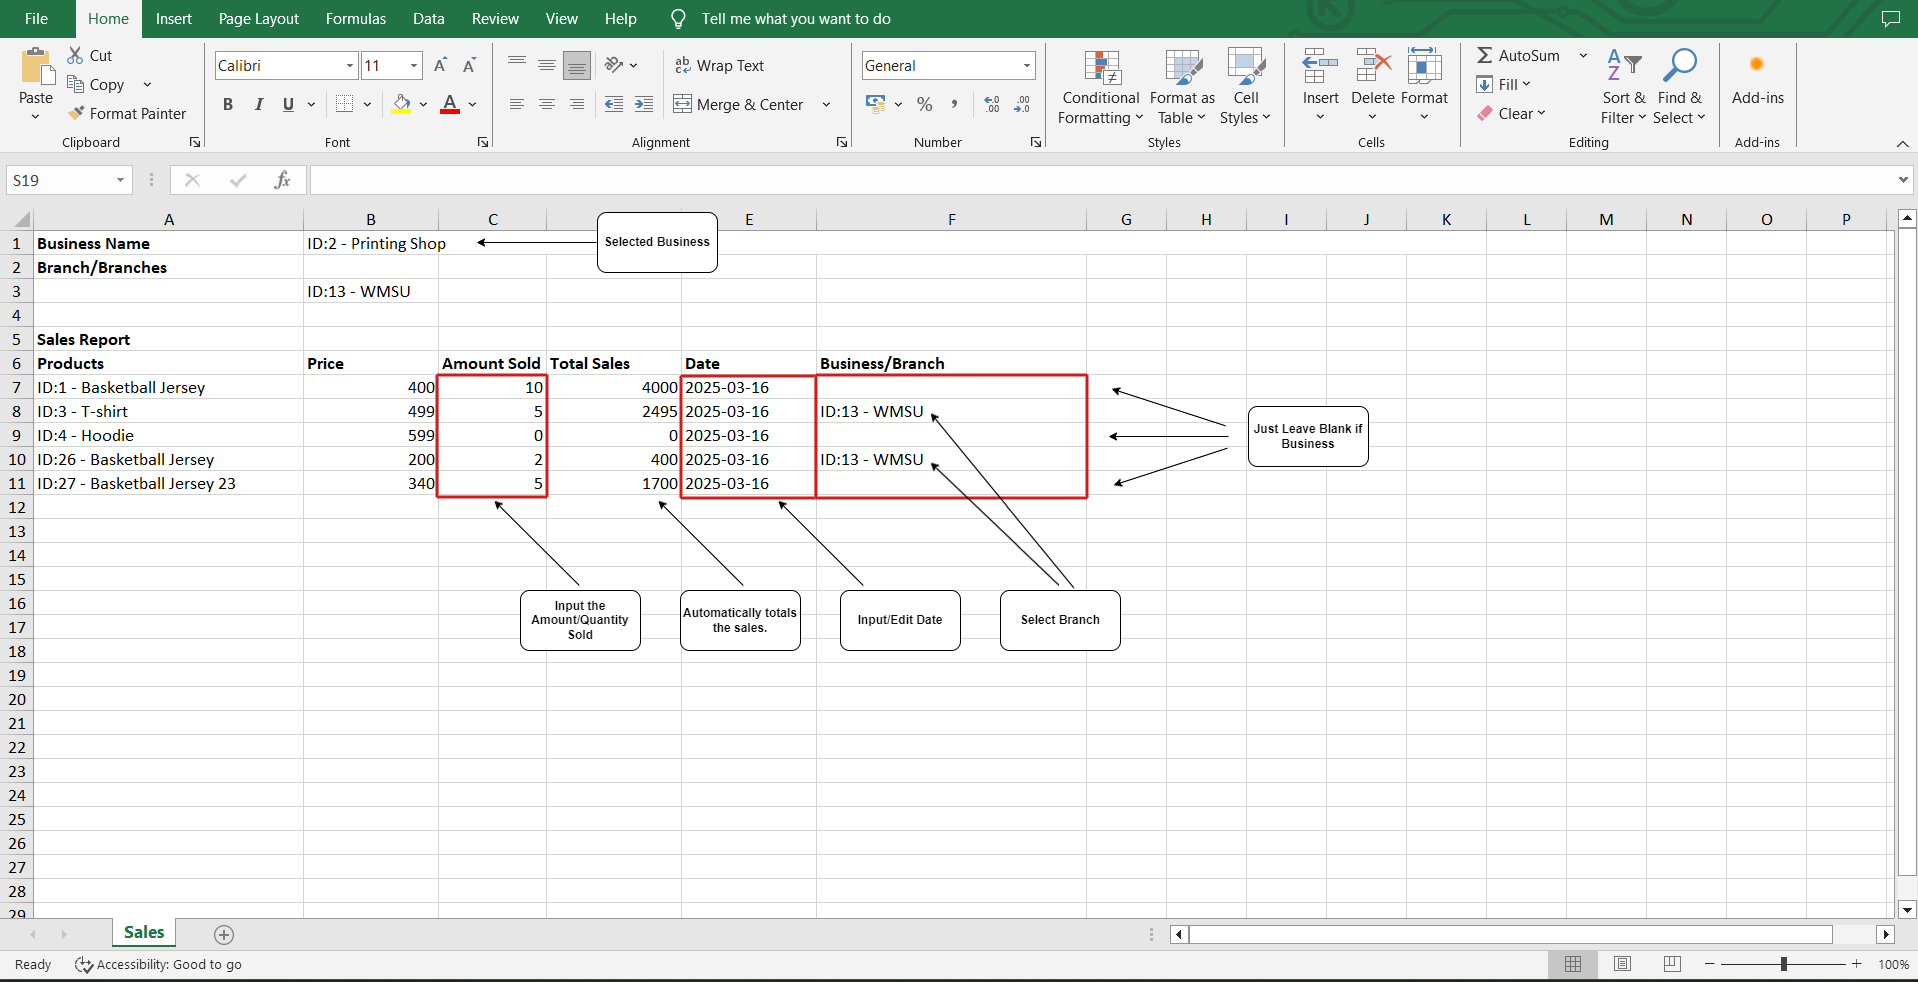 File Home Insert Page Layout Formulas Data Review View Help Tell me what you want to do
Cut
Copy
Format Painter
Paste
Clipboard
Calibri 11 A A
B I U A
Font
ab c Wrap Text
Merge & Center
Alignment
General
% , .0 .00 .00 .0
Number
Conditional Formatting
Format as Table
Cell Styles
Styles
Insert Delete Format
Cells
AutoSum
Fill
Clear
Sort & Filter
Find & Select
Editing
Add-ins
Add-ins
S19 fx
A B C E F G H I J K L M N O P
1 Business Name ID:2 - Printing Shop Selected Business
2 Branch/Branches
3 ID:13 - WMSU
4
5 Sales Report
6 Products Price Amount Sold Total Sales Date Business/Branch
7 ID:1 - Basketball Jersey 400 10 4000 2025-03-16
8 ID:3 - T-shirt 499 5 2495 2025-03-16 ID:13 - WMSU
9 ID:4 - Hoodie 599 0 0 2025-03-16
10 ID:26 - Basketball Jersey 200 2 400 2025-03-16 ID:13 - WMSU
11 ID:27 - Basketball Jersey 23 340 5 1700 2025-03-16
Just Leave Blank if
Business
12
13
14
15
16
17
18
Input the
Amount/Quantity
Sold
Automatically totals
the sales.
Input/Edit Date
Select Branch
19
20
21
22
23
24
25
26
27
28
29
Sales
Ready Accessibility: Good to go 100%